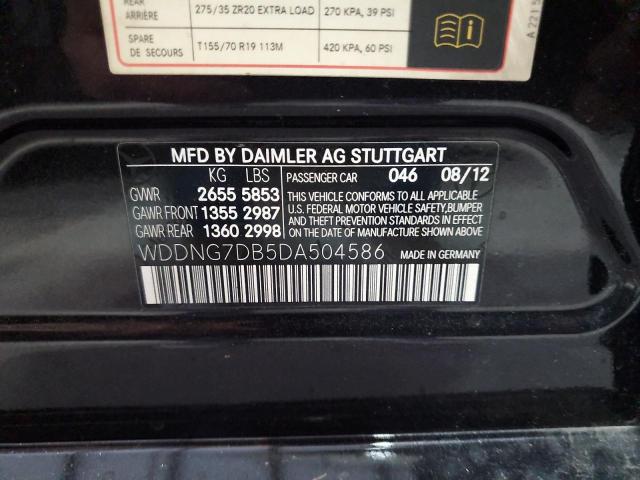 REAR
ARRIÈRE 275/35 ZR20 EXTRA LOAD 270 KPA, 39 PSI
SPARE
DE SECOURS T155/70 R19 113M 420 KPA, 60 PSI
MFD BY DAIMLER AG STUTTGART
KG LBS PASSENGER CAR 046 08/12
GVWR 2655 5853 THIS VEHICLE CONFORMS TO ALL APPLICABLE
GAWR FRONT 1355 2987 U.S. FEDERAL MOTOR VEHICLE SAFETY,BUMPER
AND THEFT PREVENTION STANDARDS IN EFFECT
GAWR REAR 1360 2998 ON THE DATE OF MANUFACTURE SHOWN ABOVE.
WDDNG7DB5DA504586 MADE IN GERMANY